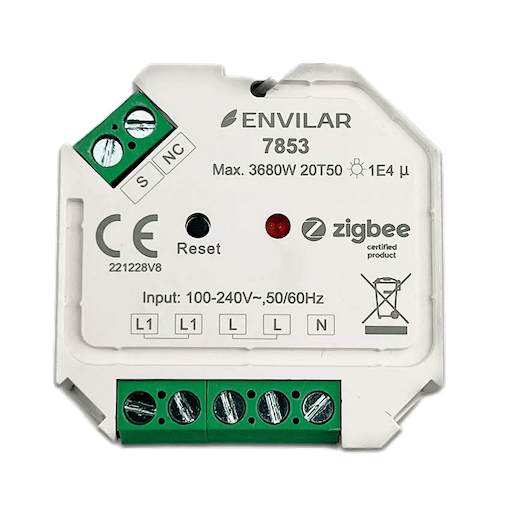 ENVILAR
7853
Max. 3680W 20T50 1E4 μ
S NC
CE
221228V8
Reset
zigbee
certified
product
Input: 100-240V~,50/60Hz
L1 L1 L L N